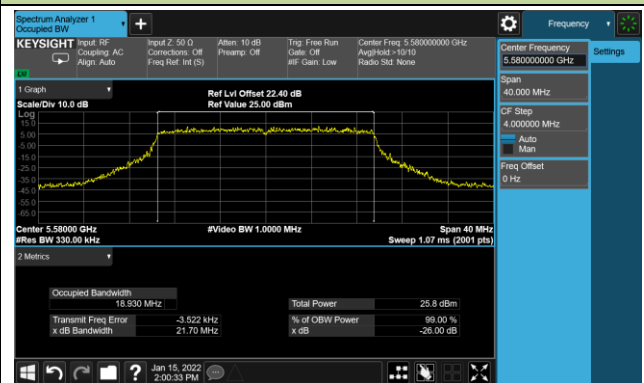 Spectrum Analyzer 1
Occupied BW
Frequency
KEYSIGHT
Input: RF
Coupling: AC
Align: Auto
Input Z: 50 Ω
Corrections: Off
Freq Ref: Int (S)
Atten: 10 dB
Preamp: Off
Trig: Free Run
Gate: Off
#IF Gain: Low
Center Freq: 5.580000000 GHz
Avg|Hold:>10/10
Radio Std: None
Center Frequency
5.580000000 GHz
Settings
Span
40.000 MHz
CF Step
4.000000 MHz
Auto
Man
Freq Offset
0 Hz
1 Graph
Scale/Div 10.0 dB
Ref Lvl Offset 22.40 dB
Ref Value 25.00 dBm
Log
15.0
5.00
-5.00
-15.0
-25.0
-35.0
-45.0
-55.0
-65.0
Center 5.58000 GHz
#Res BW 330.00 kHz
#Video BW 1.0000 MHz
Span 40 MHz
Sweep 1.07 ms (2001 pts)
2 Metrics
Occupied Bandwidth
18.930 MHz
Total Power 25.8 dBm
Transmit Freq Error -3.522 kHz
% of OBW Power 99.00 %
x dB Bandwidth 21.70 MHz
x dB -26.00 dB
Jan 15, 2022
2:00:33 PM